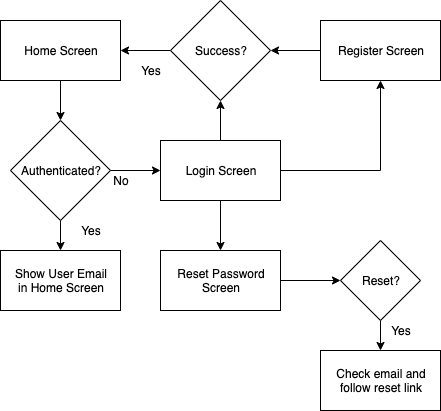 Home Screen
Success?
Register Screen
Yes
Authenticated?
No
Login Screen
Yes
Show User Email
in Home Screen
Reset Password
Screen
Reset?
Yes
Check email and
follow reset link